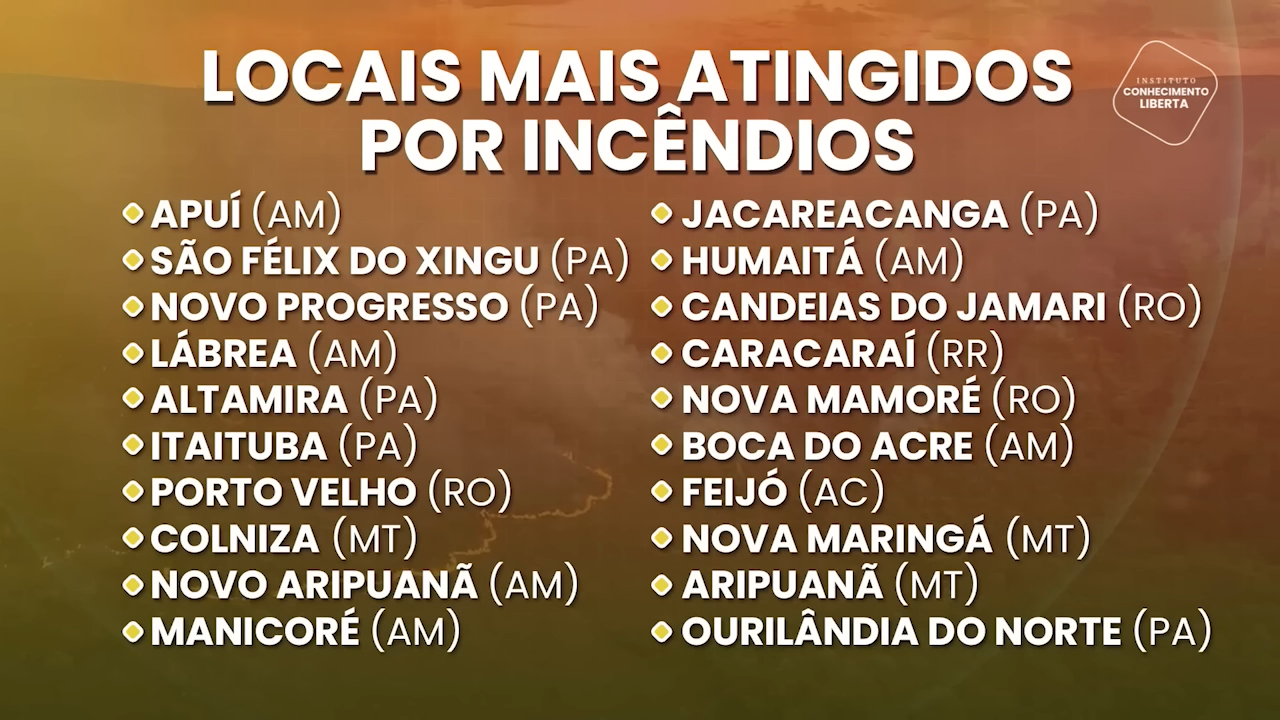 LOCAIS MAIS ATINGIDOS
POR INCÊNDIOS
INSTITUTO
CONHECIMENTO
LIBERTA
APUÍ (AM)
SÃO FÉLIX DO XINGU (PA)
NOVO PROGRESSO (PA)
LÁBREA (AM)
ALTAMIRA (PA)
ITAITUBA (PA)
PORTO VELHO (RO)
COLNIZA (MT)
NOVO ARIPUANÃ (AM)
MANICORÉ (AM)
JACAREACANGA (PA)
HUMAITÁ (AM)
CANDEIAS DO JAMARI (RO)
CARACARAÍ (RR)
NOVA MAMORÉ (RO)
BOCA DO ACRE (AM)
FEIJÓ (AC)
NOVA MARINGÁ (MT)
ARIPUANÃ (MT)
OURILÂNDIA DO NORTE (PA)